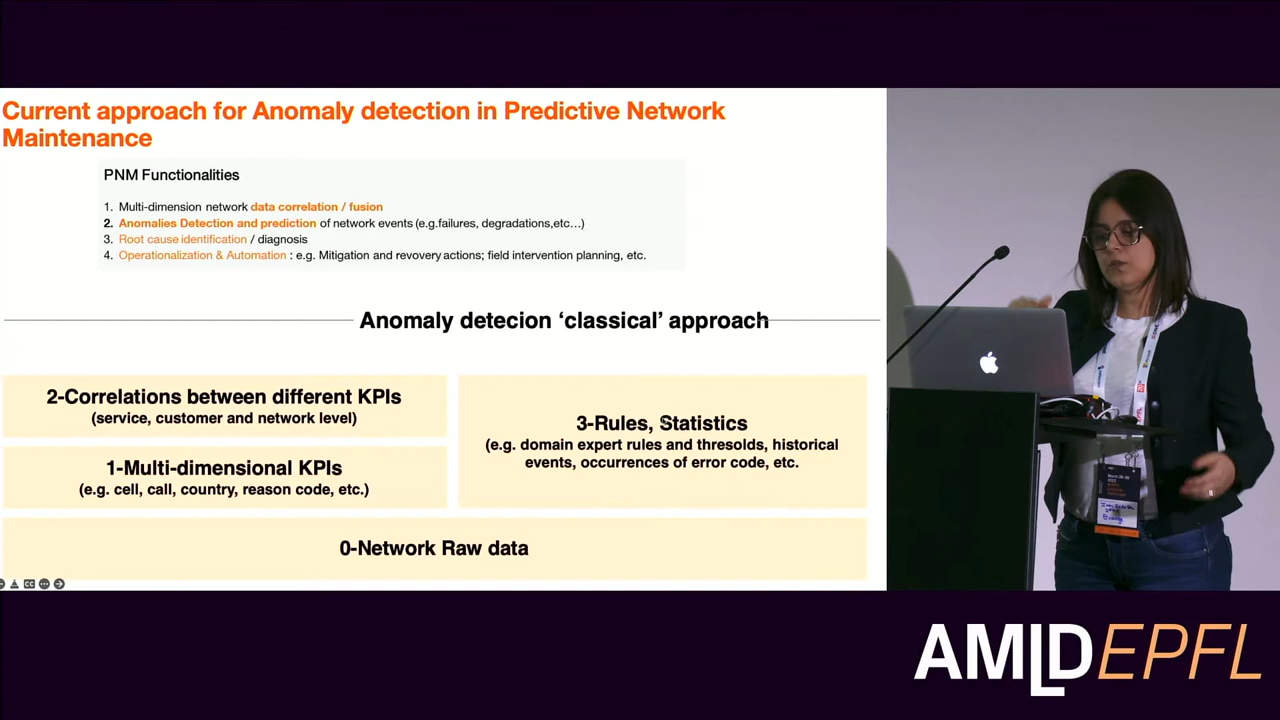 Current approach for Anomaly detection in Predictive Network
Maintenance
PNM Functionalities
1. Multi-dimension network data correlation / fusion
2. Anomalies Detection and prediction of network events (e.g.failures, degradations,etc…)
3. Root cause identification / diagnosis
4. Operationalization & Automation : e.g. Mitigation and revovery actions; field intervention planning, etc.
Anomaly detecion ‘classical’ approach
2-Correlations between different KPIs
(service, customer and network level)
1-Multi-dimensional KPIs
(e.g. cell, call, country, reason code, etc.)
3-Rules, Statistics
(e.g. domain expert rules and thresolds, historical
events, occurrences of error code, etc.
0-Network Raw data
CC
AMLD EPFL